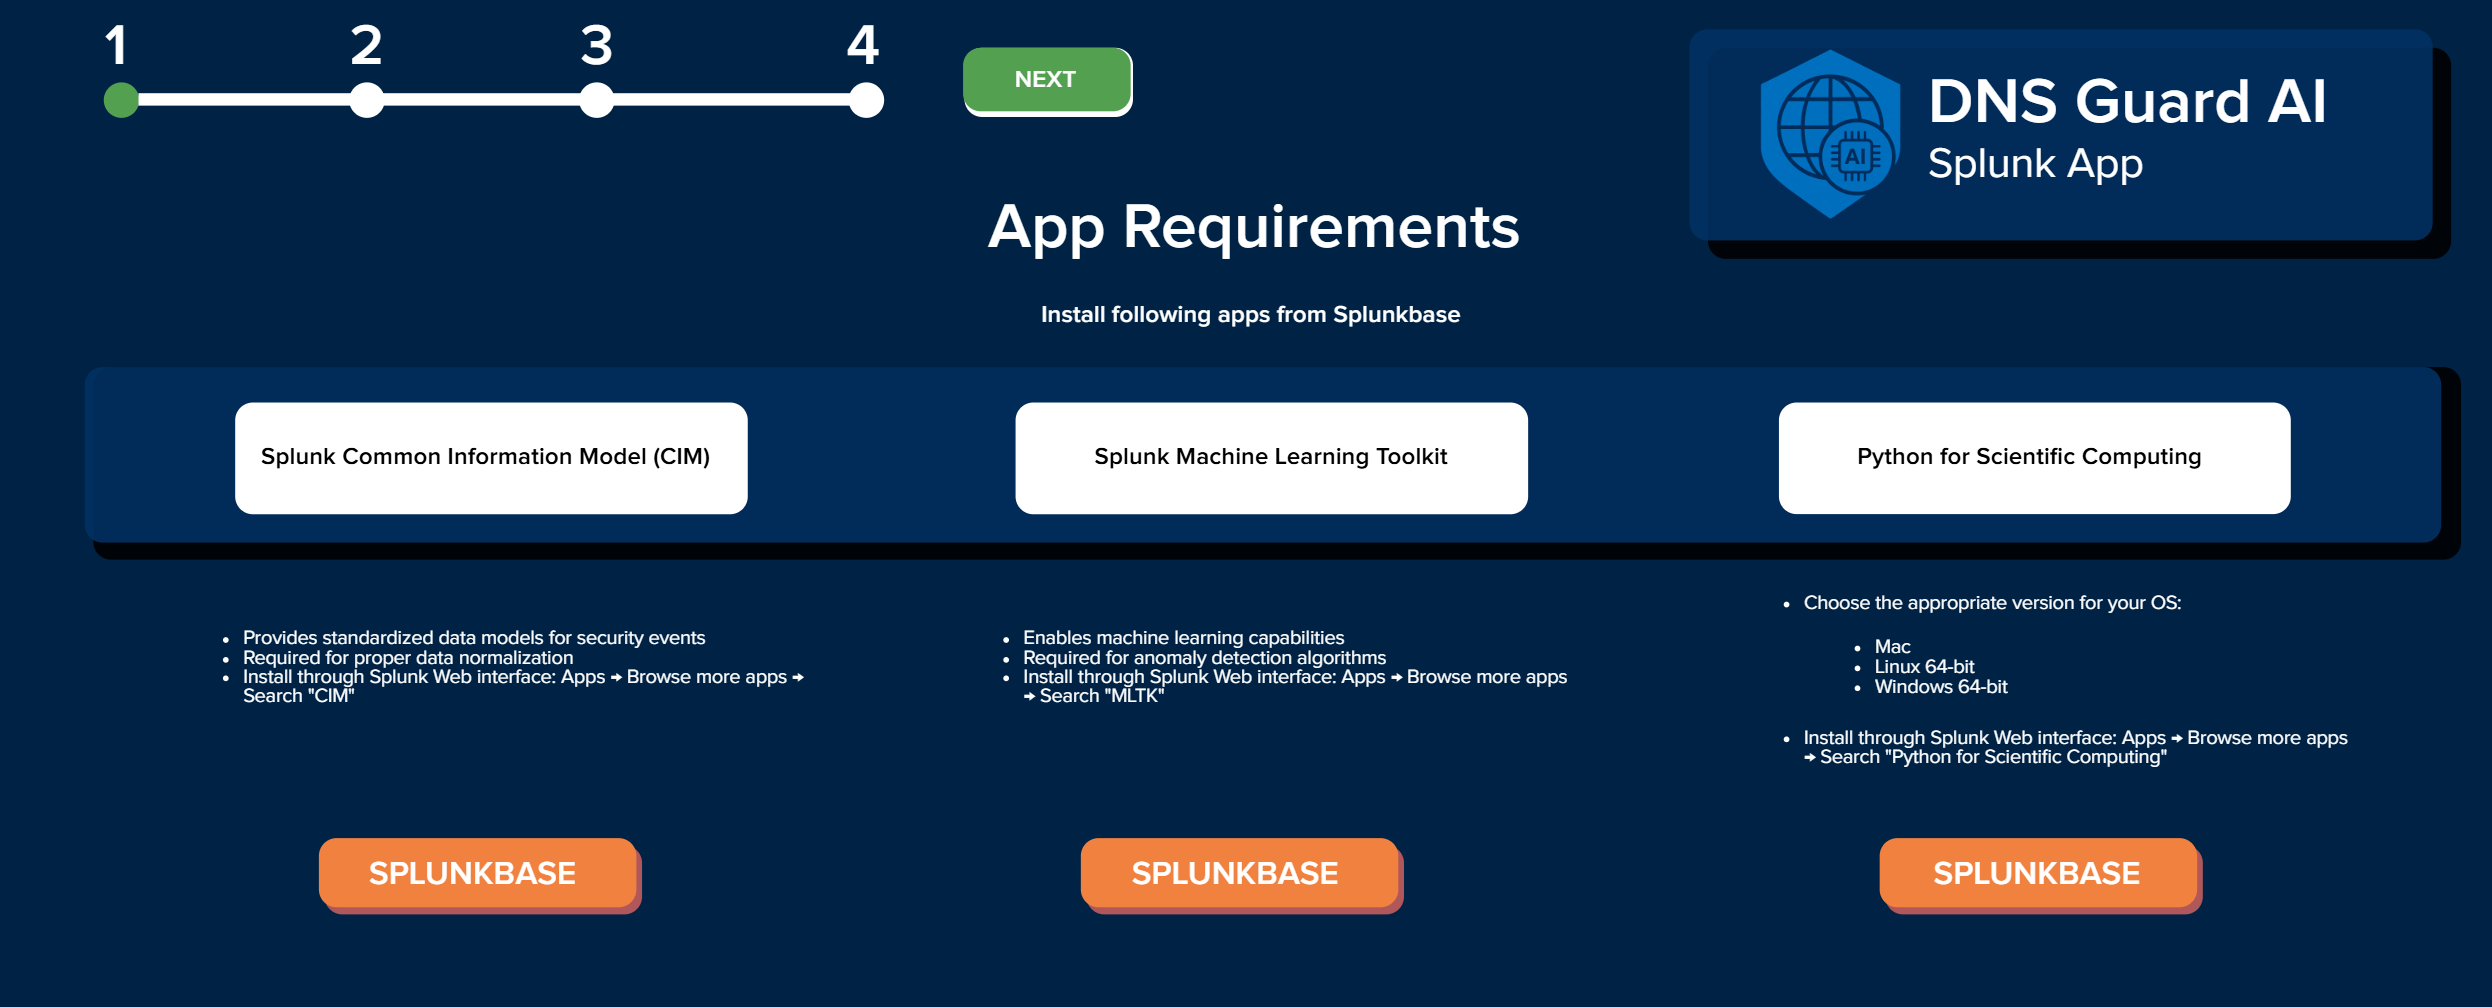 1 2 3 4
NEXT
DNS Guard AI
Splunk App
AI
App Requirements
Install following apps from Splunkbase
Splunk Common Information Model (CIM)
Splunk Machine Learning Toolkit
Python for Scientific Computing
• Provides standardized data models for security events
• Required for proper data normalization
• Install through Splunk Web interface: Apps → Browse more apps →
Search "CIM"
• Enables machine learning capabilities
• Required for anomaly detection algorithms
• Install through Splunk Web interface: Apps → Browse more apps
→ Search "MLTK"
• Choose the appropriate version for your OS:
• Mac
• Linux 64-bit
• Windows 64-bit
• Install through Splunk Web interface: Apps → Browse more apps
→ Search "Python for Scientific Computing"
SPLUNKBASE
SPLUNKBASE
SPLUNKBASE